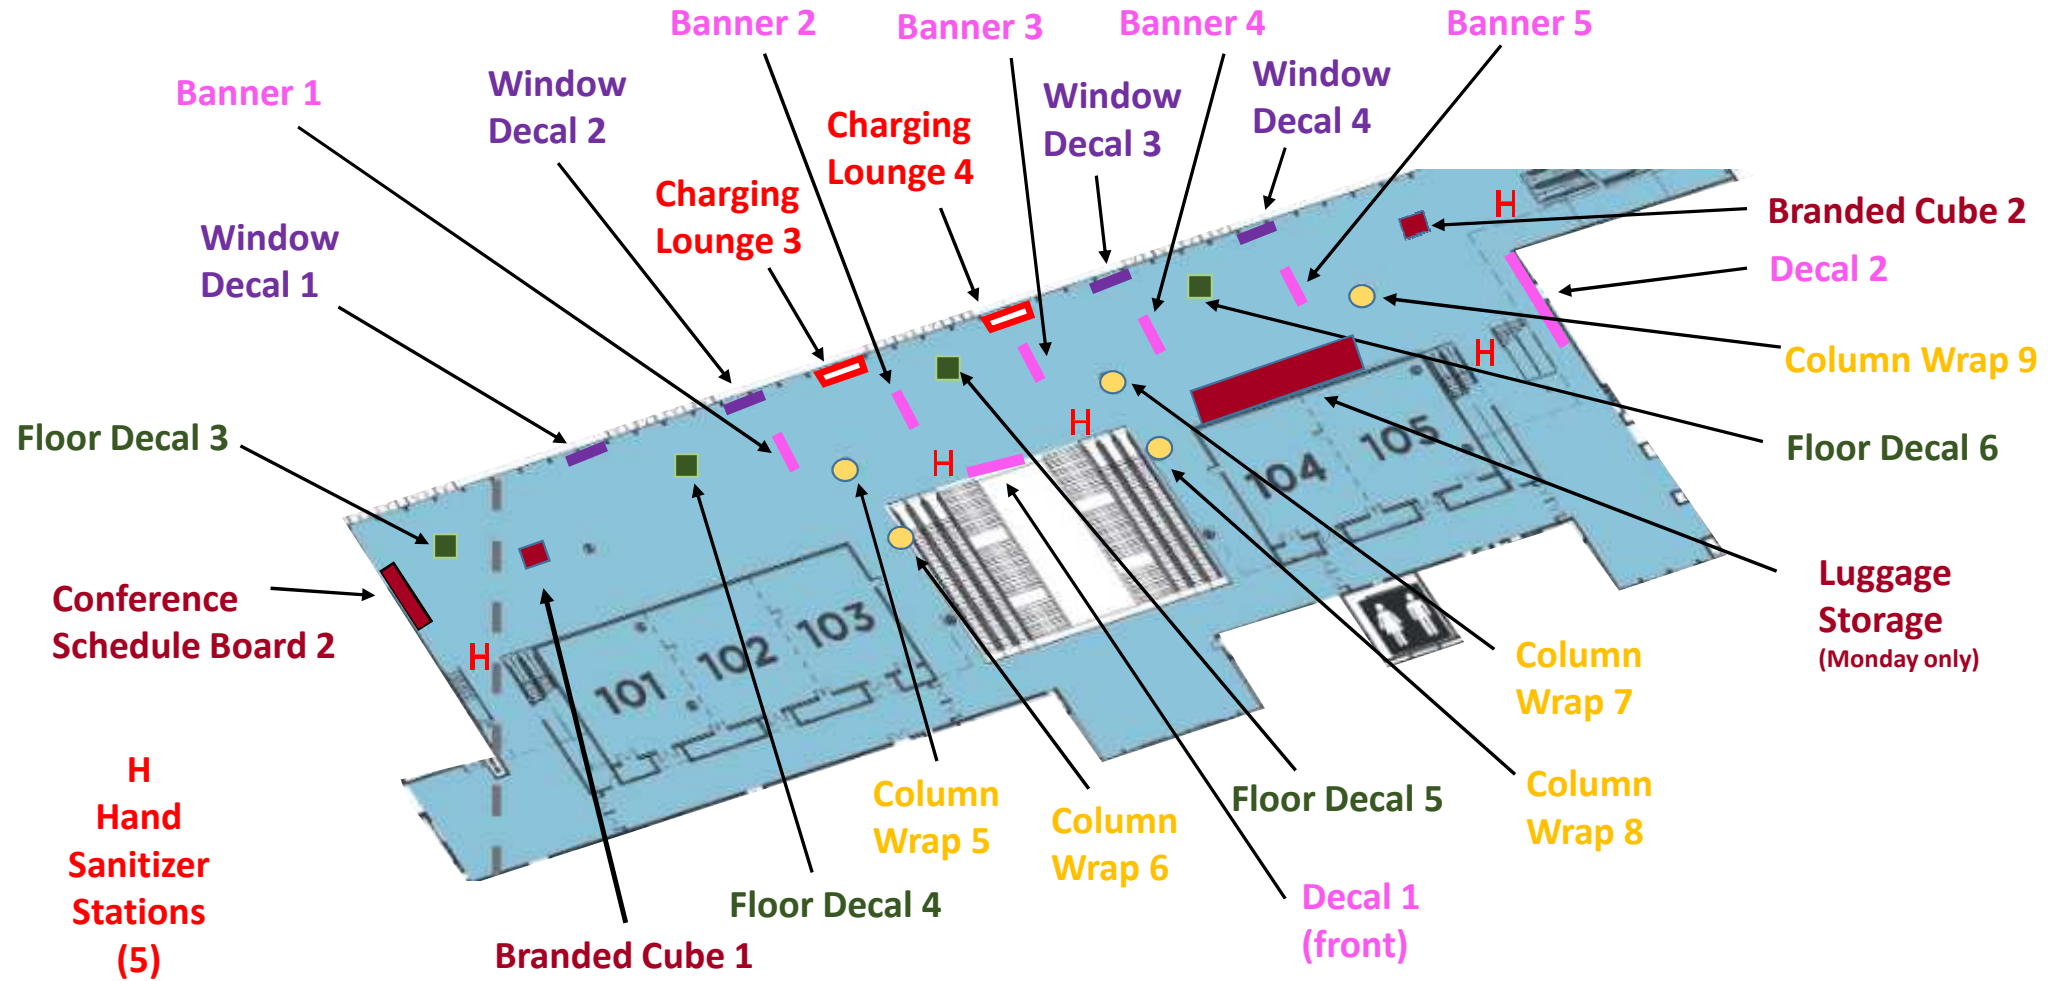 Banner 2
Banner 3
Banner 4
Banner 5
Banner 1
Window
Decal 2
Charging
Lounge 4
Window
Decal 3
Window
Decal 4
Charging
Lounge 3
Window
Decal 1
H
Branded Cube 2
Decal 2
Column Wrap 9
H
Floor Decal 3
H
H
104
105
Floor Decal 6
Conference
Schedule Board 2
H
101
102
103
Luggage
Storage
(Monday only)
Column
Wrap 7
H
Hand
Sanitizer
Stations
(5)
Column
Wrap 5
Column
Wrap 6
Floor Decal 5
Column
Wrap 8
Floor Decal 4
Decal 1
(front)
Branded Cube 1